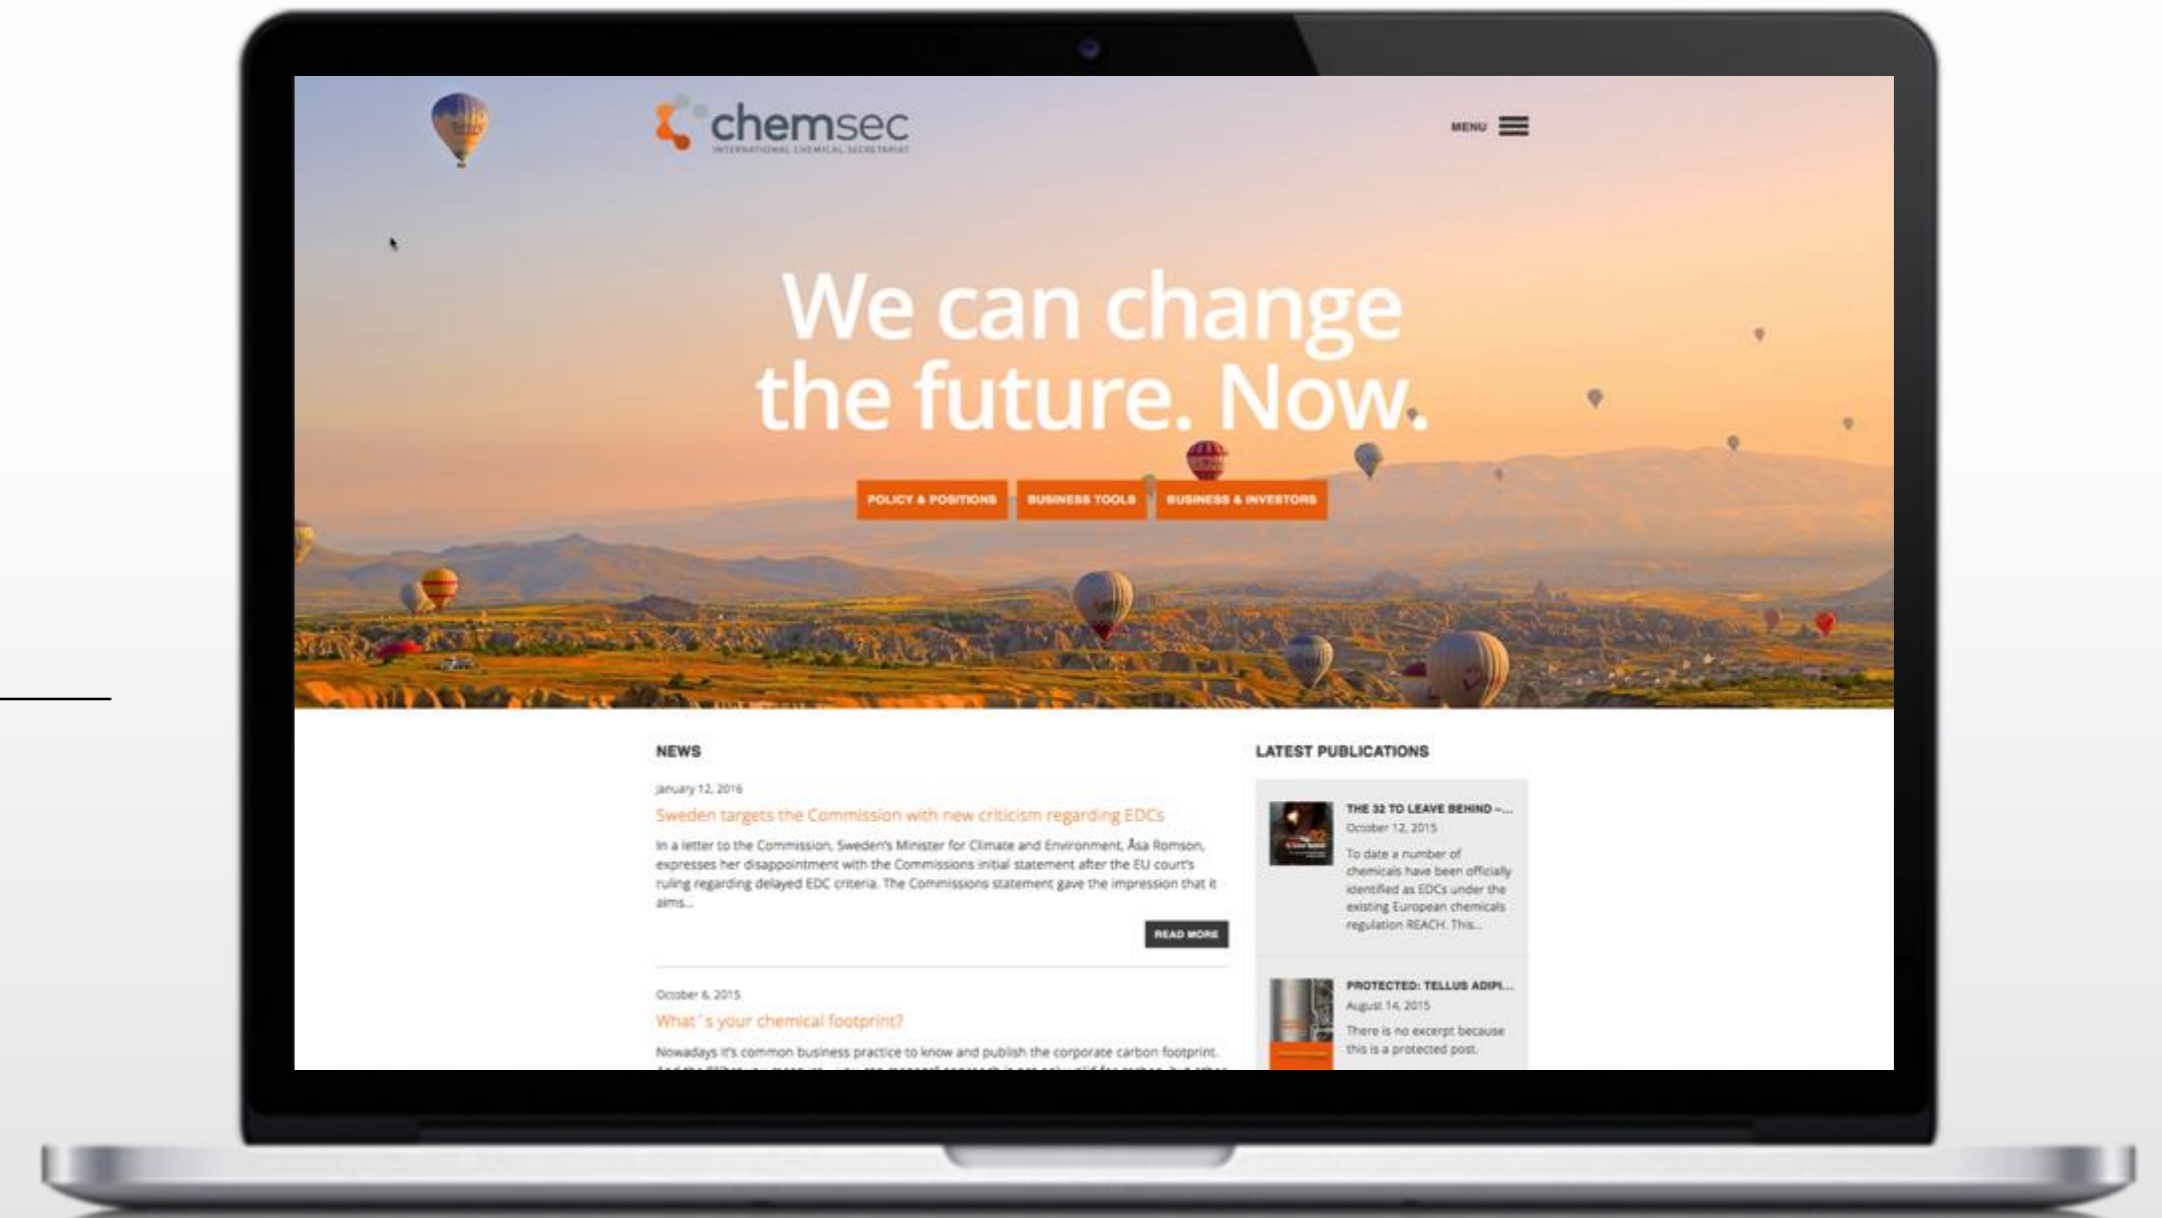 chemsec
INTERNATIONAL CHEMICAL SECRETARIAT
MENU
We can change
the future. Now.
POLICY & POSITIONS
BUSINESS TOOLS
BUSINESS & INVESTORS
NEWS
January 12, 2016
Sweden targets the Commission with new criticism regarding EDCs
In a letter to the Commission, Sweden's Minister for Climate and Environment, Åsa Romson,
expresses her disappointment with the Commissions initial statement after the EU court's
ruling regarding delayed EDC criteria. The Commissions statement gave the impression that it
aims...
READ MORE
October 6, 2015
What´s your chemical footprint?
Nowadays it's common business practice to know and publish the corporate carbon footprint.
LATEST PUBLICATIONS
THE 32 TO LEAVE BEHIND –...
October 12, 2015
To date a number of
chemicals have been officially
identified as EDCs under the
existing European chemicals
regulation REACH. This...
PROTECTED: TELLUS ADIPI...
August 14, 2015
There is no excerpt because
this is a protected post.